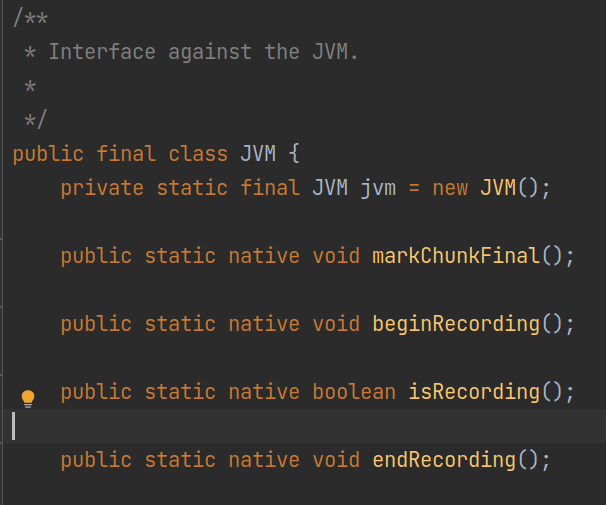 /**
 * Interface against the JVM.
 *
 */
public final class JVM {
    private static final JVM jvm = new JVM();
    public static native void markChunkFinal();
    public static native void beginRecording();
    public static native boolean isRecording();
    public static native void endRecording();